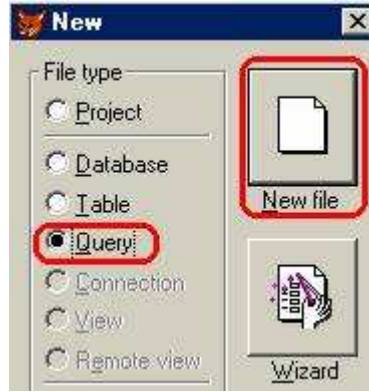 New
File type
Project
Database
Table
Query
Connection
View
Remote view
New file
Wizard